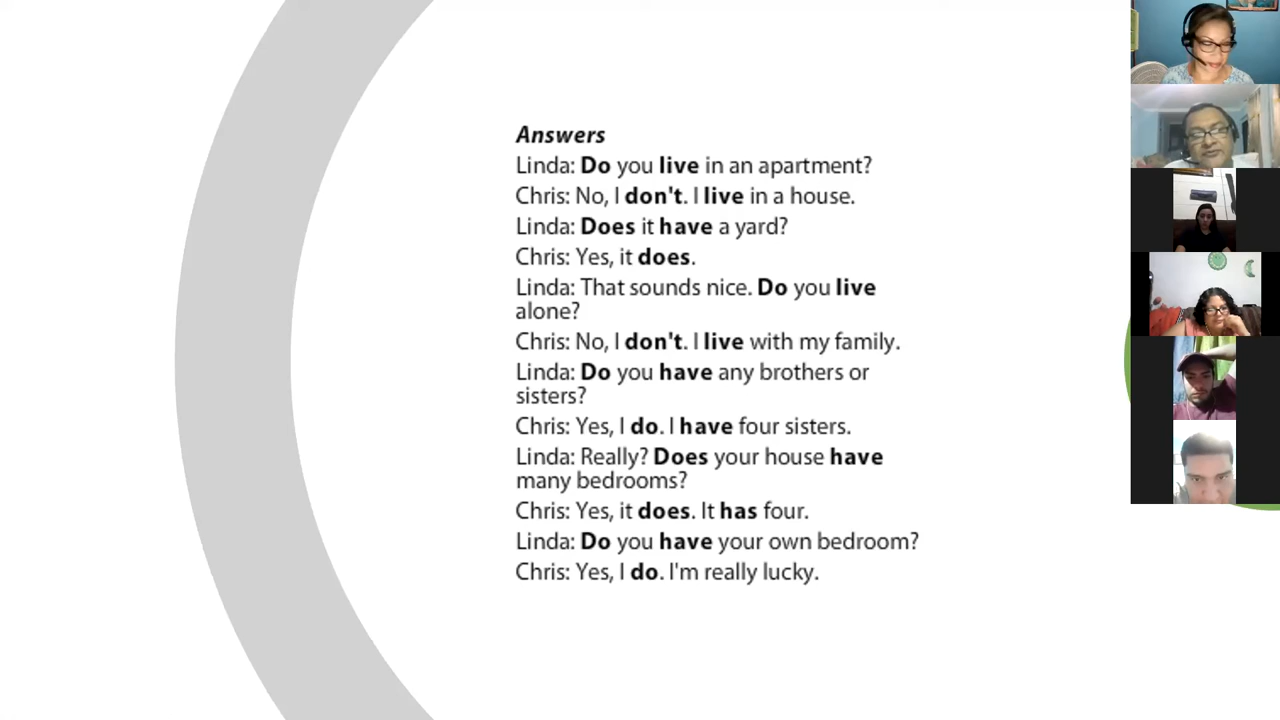 Answers
Linda: Do you live in an apartment?
Chris: No, I don't. I live in a house.
Linda: Does it have a yard?
Chris: Yes, it does.
Linda: That sounds nice. Do you live
alone?
Chris: No, I don't. I live with my family.
Linda: Do you have any brothers or
sisters?
Chris: Yes, I do. I have four sisters.
Linda: Really? Does your house have
many bedrooms?
Chris: Yes, it does. It has four.
Linda: Do you have your own bedroom?
Chris: Yes, I do. I'm really lucky.